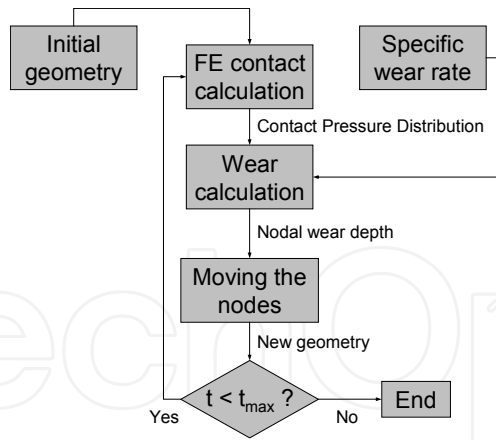 Initial
geometry
FE contact
calculation
Specific
wear rate
Contact Pressure Distribution
Wear
calculation
Nodal wear depth
Moving the
nodes
New geometry
t < tmax ?
Yes
No
End